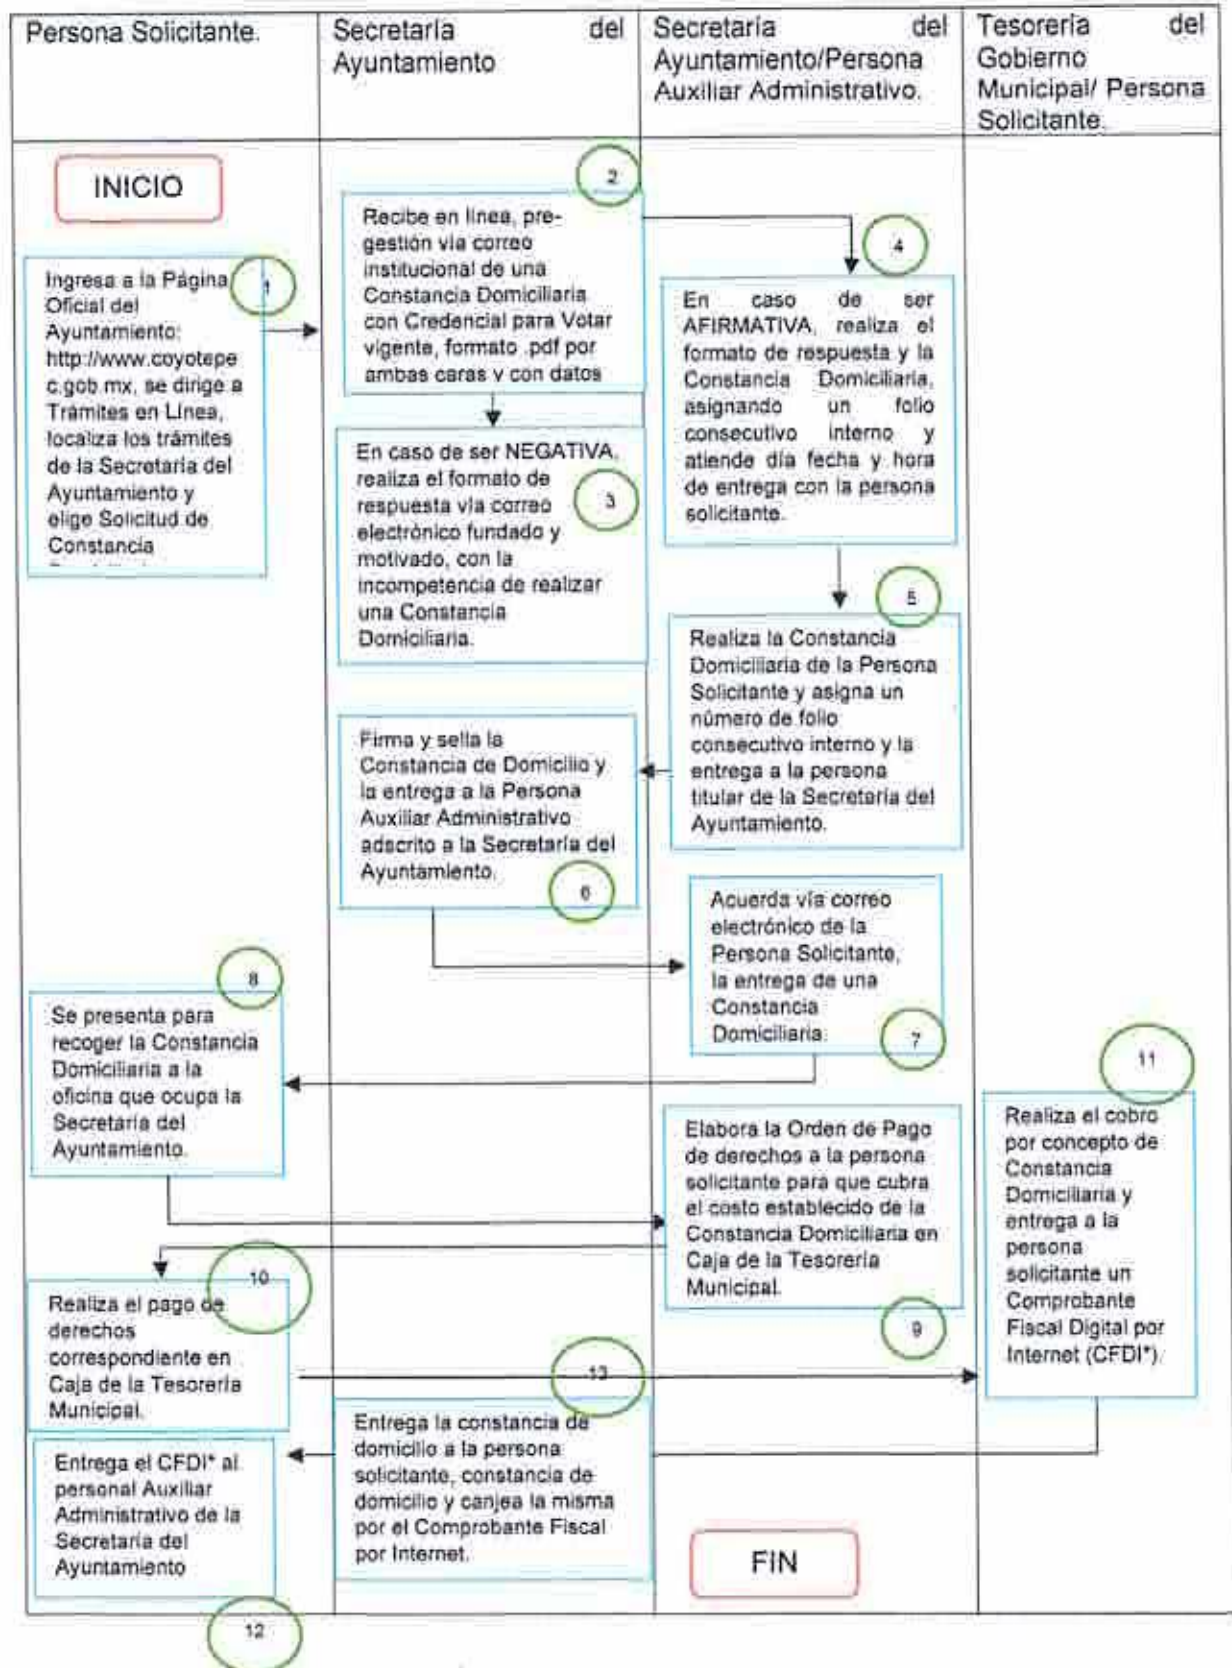 Persona Solicitante.
Secretaría del
Ayuntamiento
Secretaría del
Ayuntamiento/Persona
Auxiliar Administrativo.
Tesorería del
Gobierno
Municipal/ Persona
Solicitante.
INICIO
1
Ingresa a la Página
Oficial del
Ayuntamiento:
http://www.coyotepe
c.gob.mx, se dirige a
Trámites en Línea,
localiza los trámites
de la Secretaría del
Ayuntamiento y
elige Solicitud de
Constancia
2
Recibe en línea, pre-
gestión vía correo
institucional de una
Constancia Domiciliaria
con Credencial para Votar
vigente, formato .pdf por
ambas caras y con datos
3
En caso de ser NEGATIVA,
realiza el formato de
respuesta vía correo
electrónico fundado y
motivado, con la
incompetencia de realizar
una Constancia
Domiciliaria.
4
En caso de ser
AFIRMATIVA, realiza el
formato de respuesta y la
Constancia Domiciliaria,
asignando un folio
consecutivo interno y
atiende día fecha y hora
de entrega con la persona
solicitante.
5
Realiza la Constancia
Domiciliaria de la Persona
Solicitante y asigna un
número de folio
consecutivo interno y la
entrega a la persona
titular de la Secretaría del
Ayuntamiento.
Firma y sella la
Constancia de Domicilio y
la entrega a la Persona
Auxiliar Administrativo
adscrito a la Secretaría del
Ayuntamiento.
6
Acuerda vía correo
electrónico de la
Persona Solicitante,
la entrega de una
Constancia
Domiciliaria.
7
8
Se presenta para
recoger la Constancia
Domiciliaria a la
oficina que ocupa la
Secretaría del
Ayuntamiento.
Elabora la Orden de Pago
de derechos a la persona
solicitante para que cubra
el costo establecido de la
Constancia Domiciliaria en
Caja de la Tesorería
Municipal.
9
10
Realiza el pago de
derechos
correspondiente en
Caja de la Tesorería
Municipal.
11
Realiza el cobro
por concepto de
Constancia
Domiciliaria y
entrega a la
persona
solicitante un
Comprobante
Fiscal Digital por
Internet (CFDI*).
Entrega el CFDI* al
personal Auxiliar
Administrativo de la
Secretaría del
Ayuntamiento
12
13
Entrega la constancia de
domicilio a la persona
solicitante, constancia de
domicilio y canjea la misma
por el Comprobante Fiscal
por Internet.
FIN